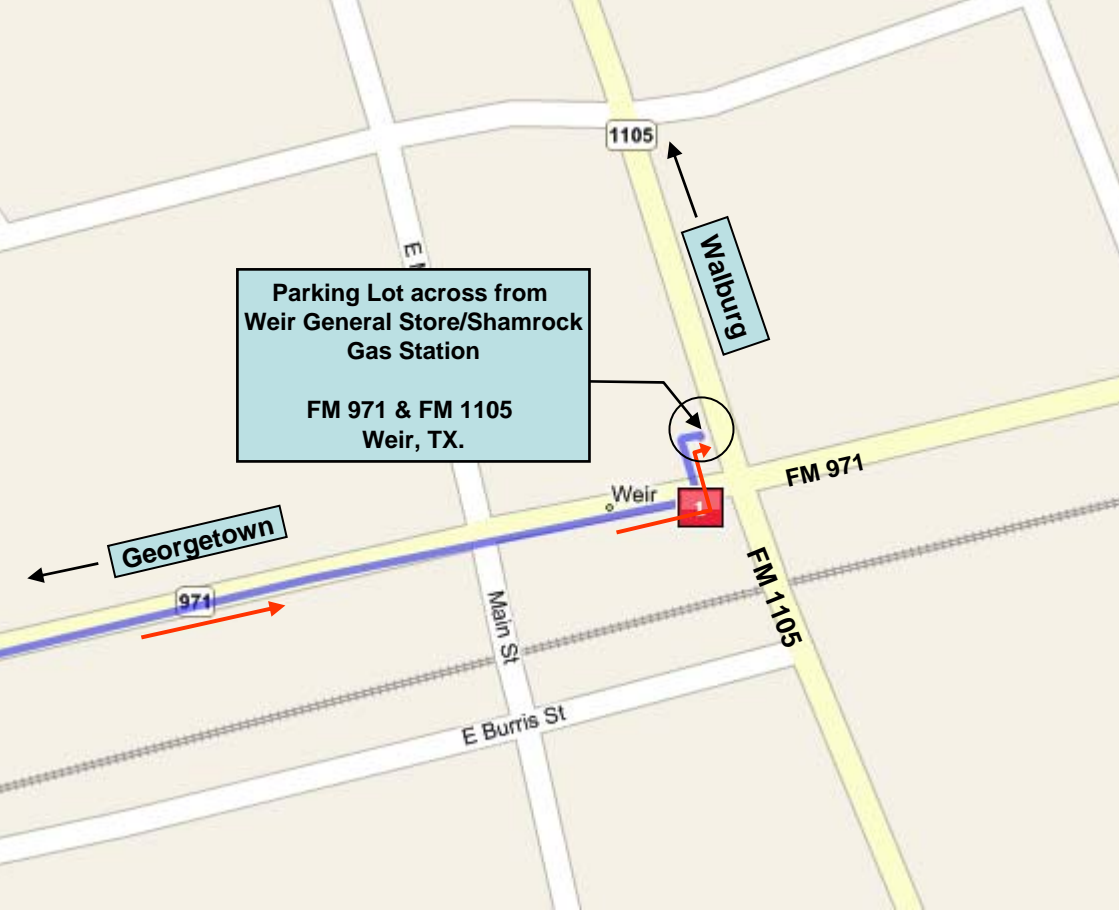 1105
Walburg
E
Parking Lot across from
Weir General Store/Shamrock
Gas Station
FM 971 & FM 1105
Weir, TX.
FM 971
Weir
1
Georgetown
971
FM 1105
Main St
E Burris St